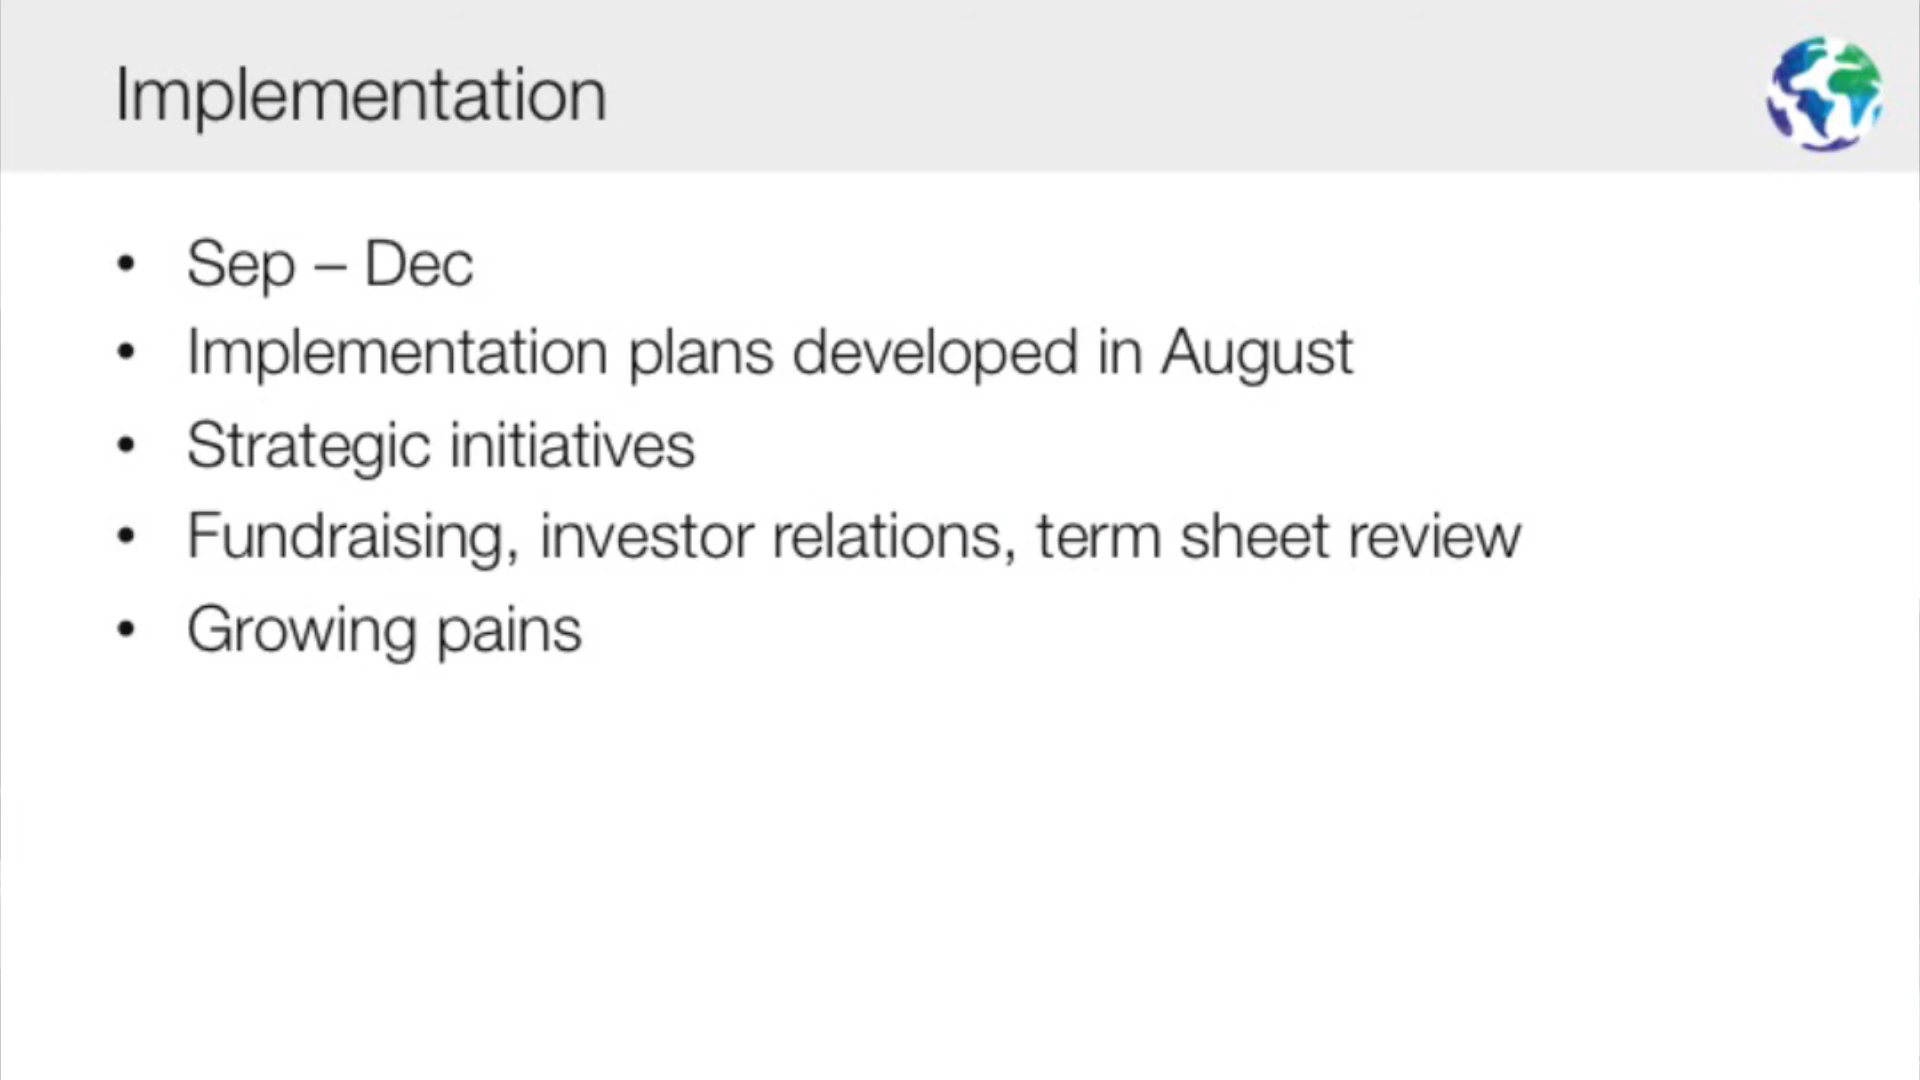 Implementation
• Sep – Dec
• Implementation plans developed in August
• Strategic initiatives
• Fundraising, investor relations, term sheet review
• Growing pains